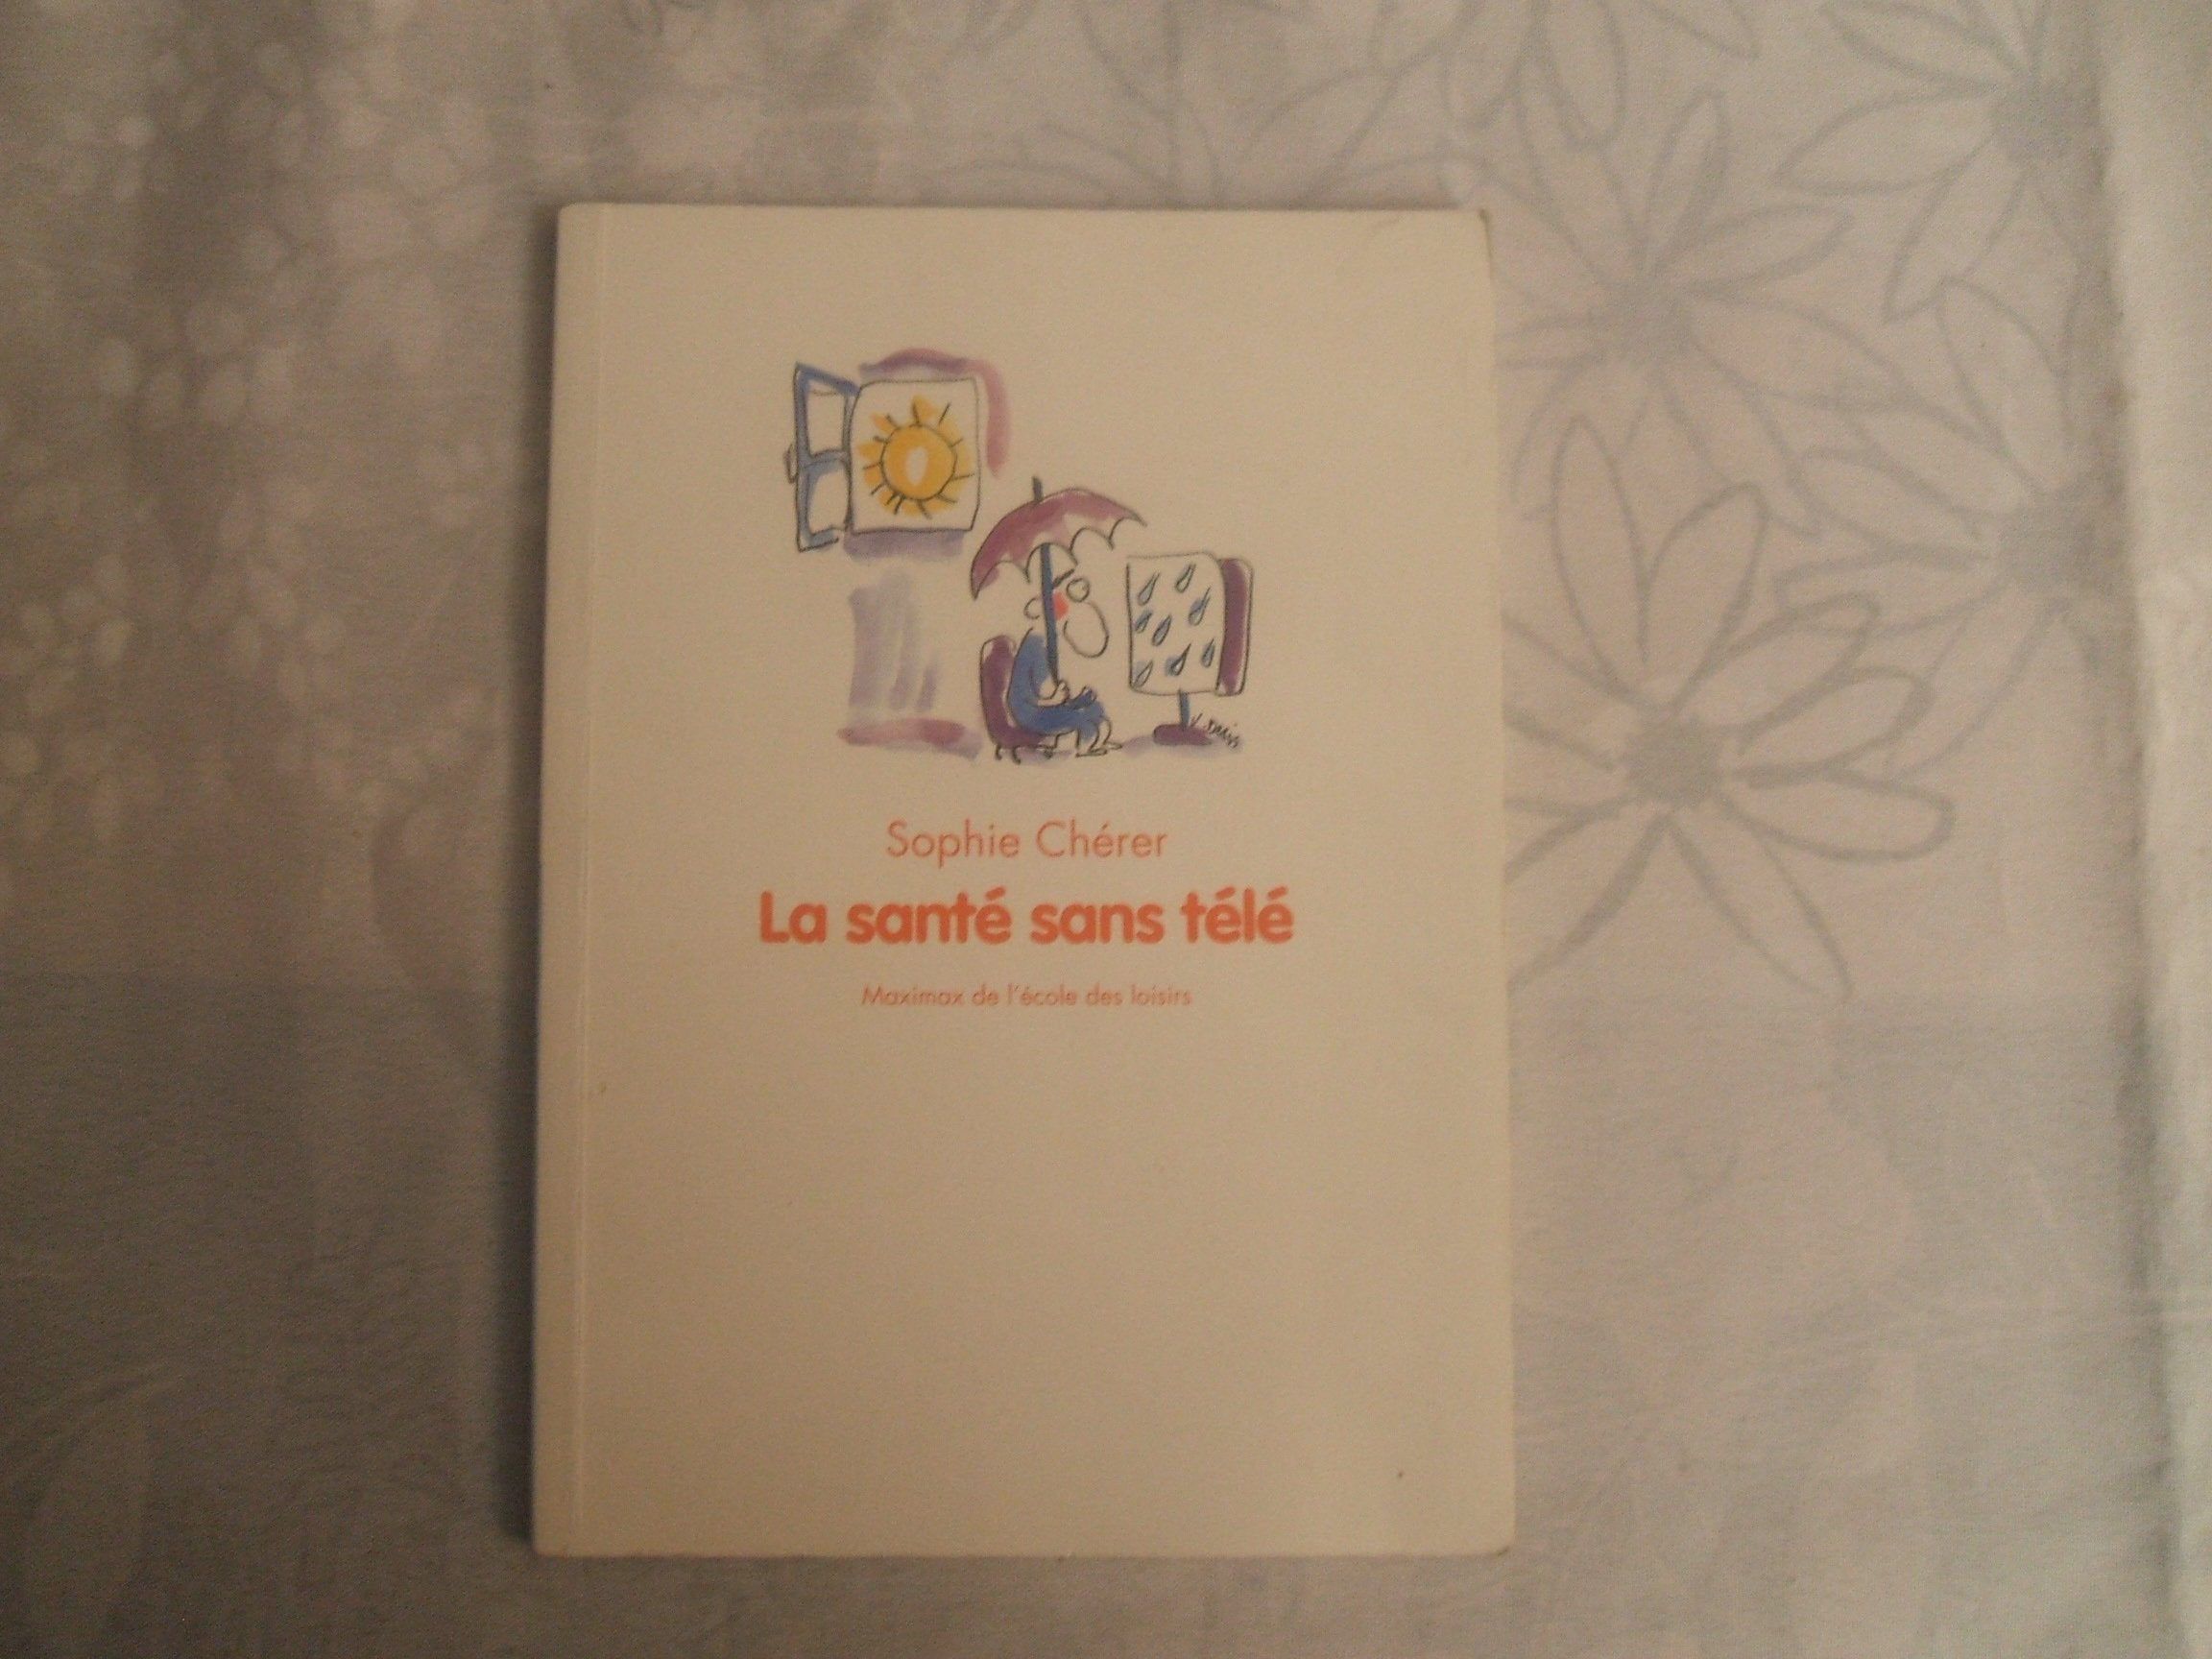 Sophie Chérer
La santé sans télé
Maximax de l'école des loisirs